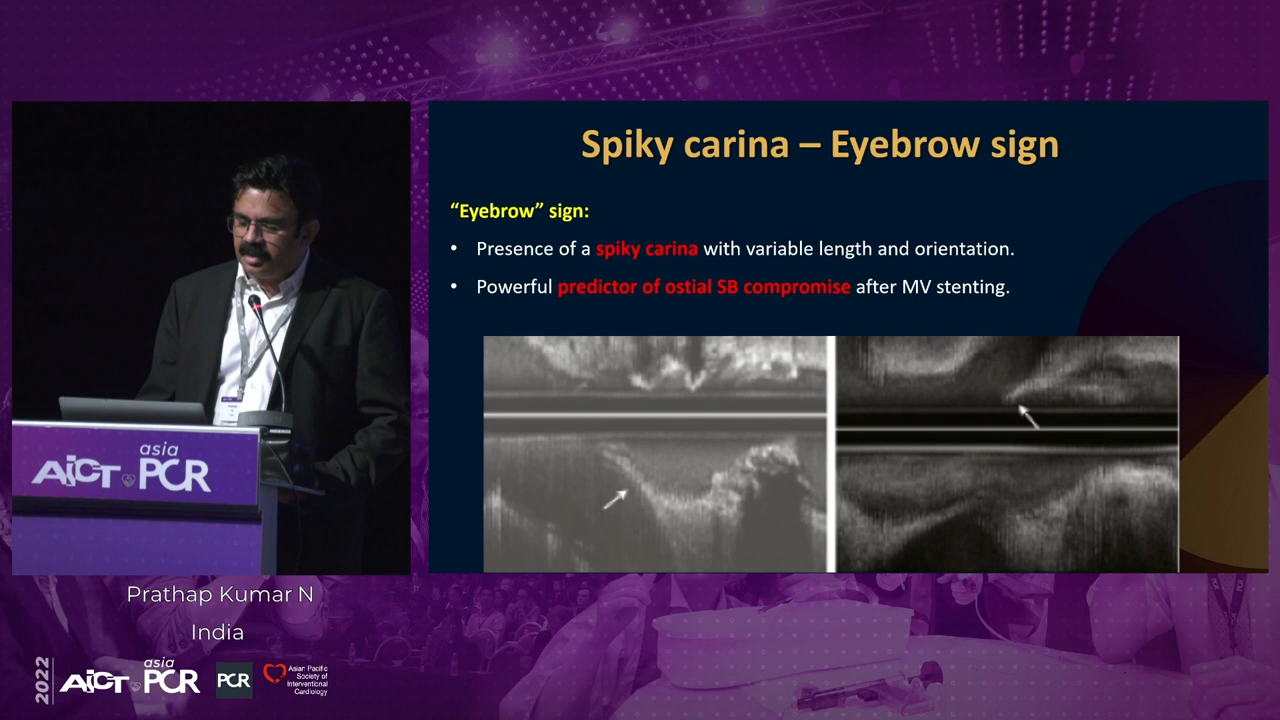 Spiky carina – Eyebrow sign
“Eyebrow” sign:
• Presence of a spiky carina with variable length and orientation.
• Powerful predictor of ostial SB compromise after MV stenting.
asia
AICT PCR
Prathap Kumar N
India
2022
asia
AICT PCR
PCR
Asian Pacific
Society of
Interventional
Cardiology